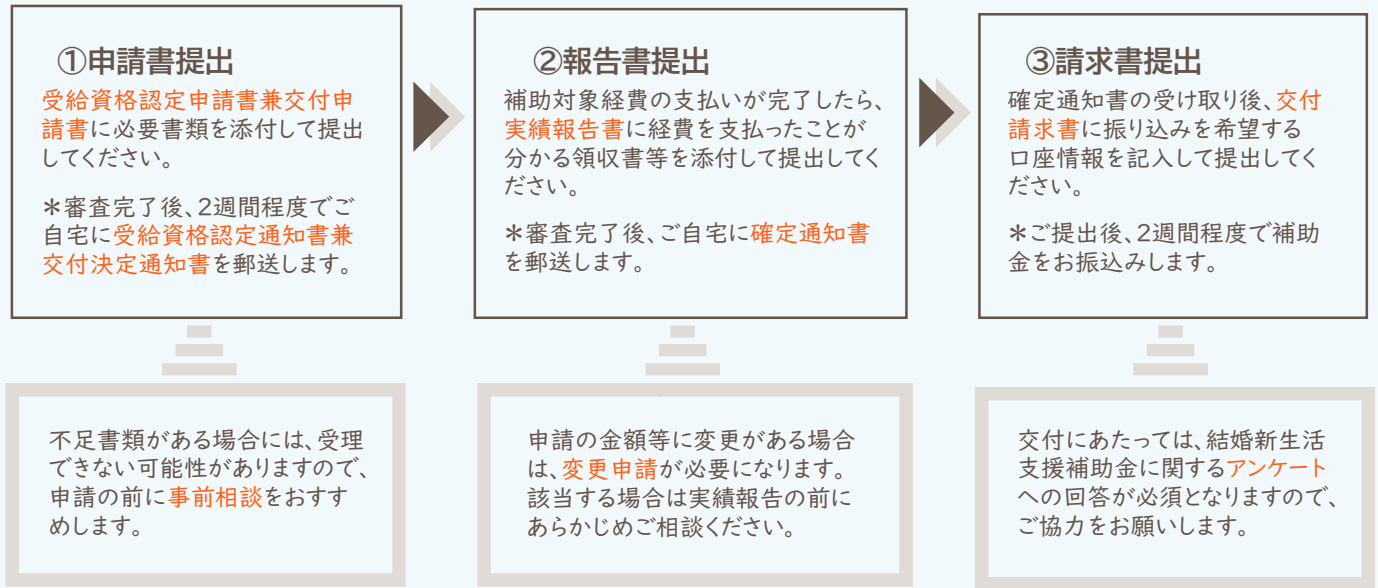 ①申請書提出
受給資格認定申請書兼交付申
請書に必要書類を添付して提出
してください。
＊審査完了後、2週間程度でご
自宅に受給資格認定通知書兼
交付決定通知書を郵送します。
不足書類がある場合には、受理
できない可能性がありますので、
申請の前に事前相談をおすす
めします。
②報告書提出
補助対象経費の支払いが完了したら、
実績報告書に経費を支払ったことが
分かる領収書等を添付して提出してく
ださい。
＊審査完了後、ご自宅に確定通知書
を郵送します。
申請の金額等に変更がある場合
は、変更申請が必要になります。
該当する場合は実績報告の前に
あらかじめご相談ください。
③請求書提出
確定通知書の受け取り後、交付
請求書に振り込みを希望する
口座情報を記入して提出してく
ださい。
＊ご提出後、2週間程度で補助
金をお振込みします。
交付にあたっては、結婚新生活
支援補助金に関するアンケート
への回答が必須となりますので、
ご協力をお願いします。